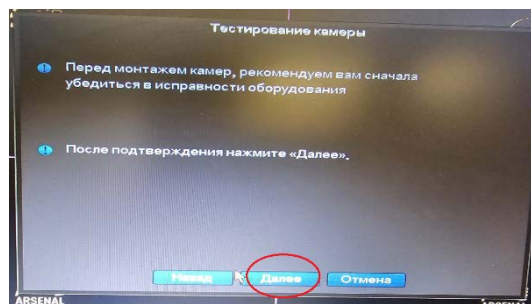 Тестирование камеры
Перед монтажем камер, рекомендуем вам сначала
убедиться в исправности оборудования
После подтверждения нажмите «Далее».
Назад Далее Отмена
ARSENAL ARSENAL